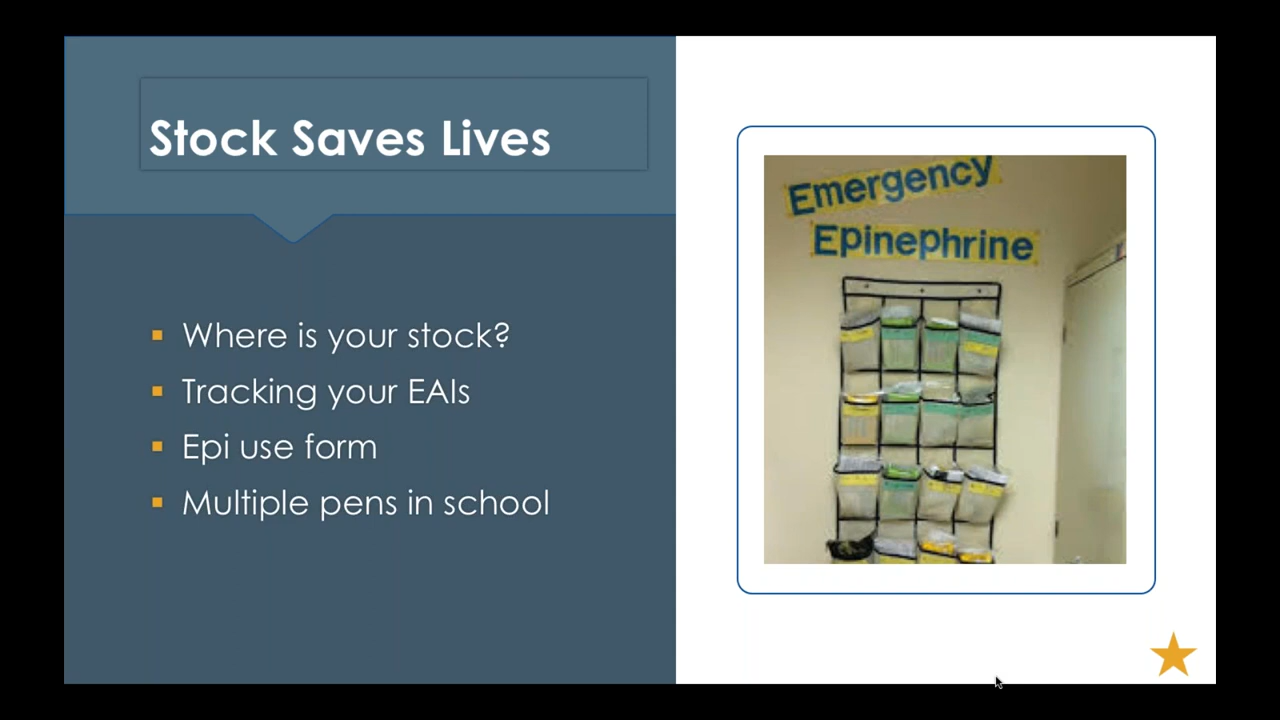 Stock Saves Lives
Where is your stock?
Tracking your EAIs
Epi use form
Multiple pens in school
Emergency
Epinephrine